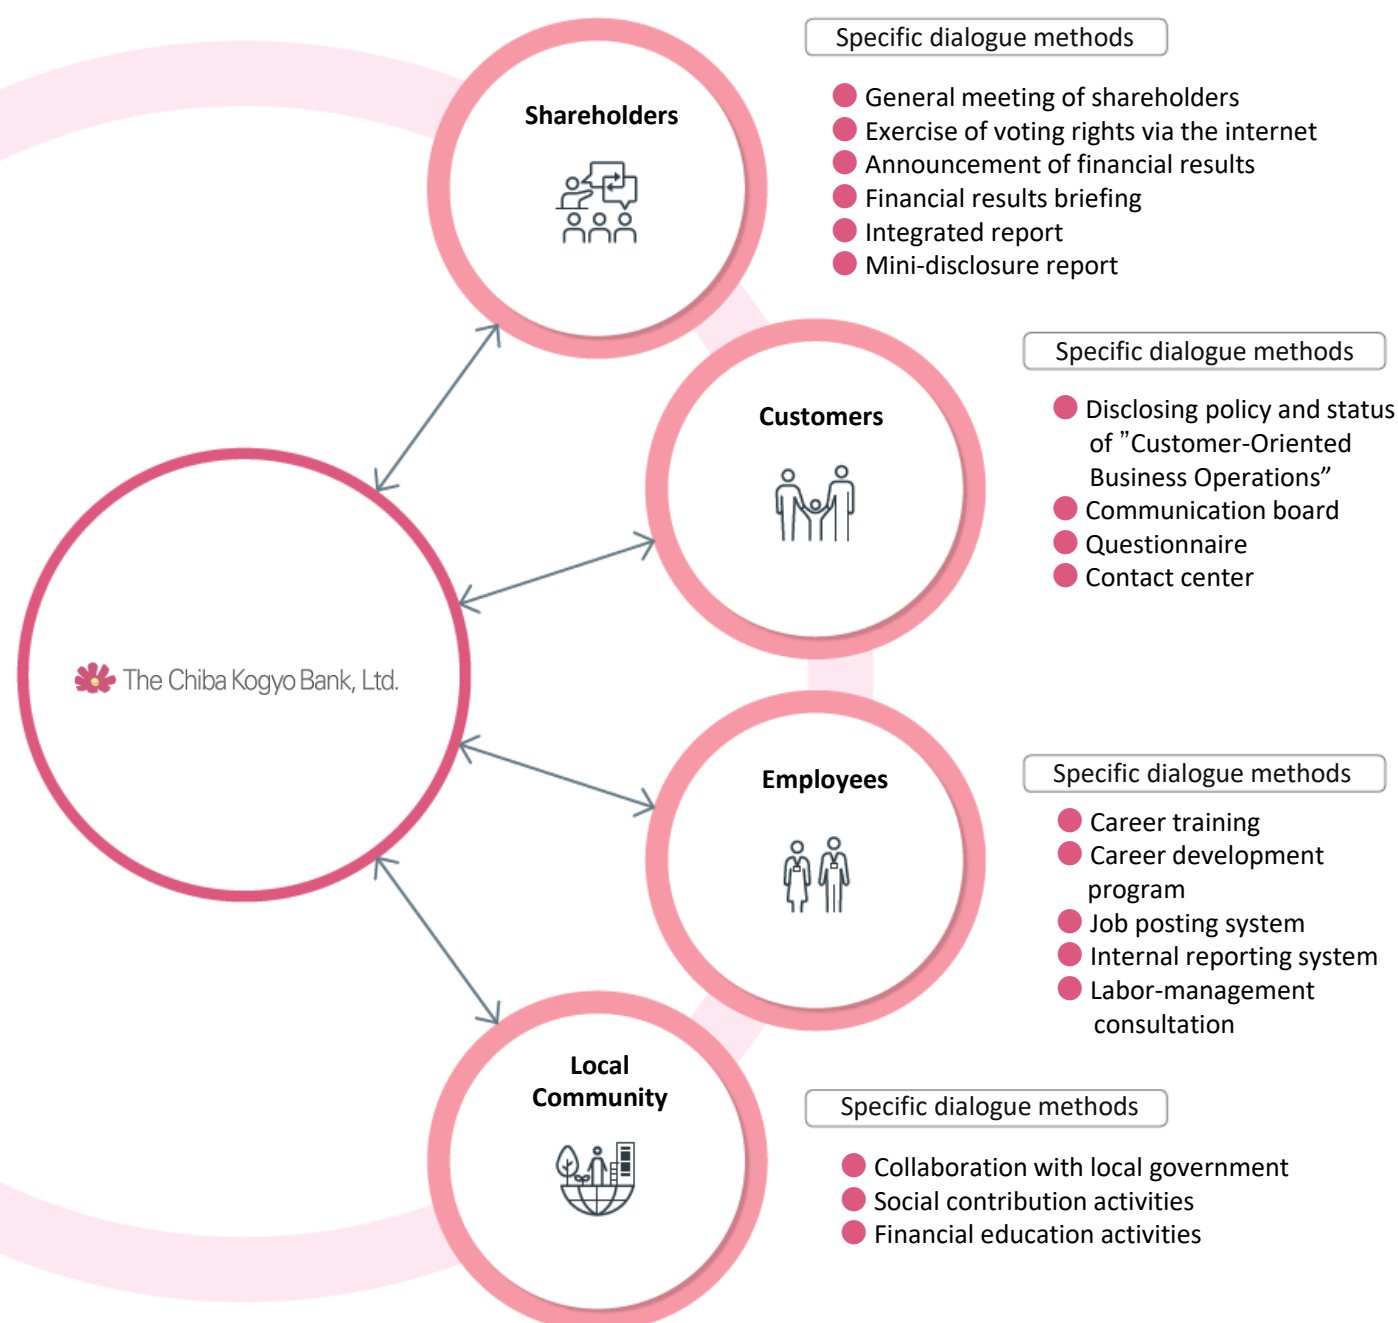 Specific dialogue methods
Shareholders
General meeting of shareholders
Exercise of voting rights via the internet
Announcement of financial results
Financial results briefing
Integrated report
Mini-disclosure report
Specific dialogue methods
Customers
Disclosing policy and status
of ”Customer-Oriented
Business Operations”
Communication board
Questionnaire
Contact center
The Chiba Kogyo Bank, Ltd.
Specific dialogue methods
Employees
Career training
Career development
program
Job posting system
Internal reporting system
Labor-management
consultation
Local
Community
Specific dialogue methods
Collaboration with local government
Social contribution activities
Financial education activities